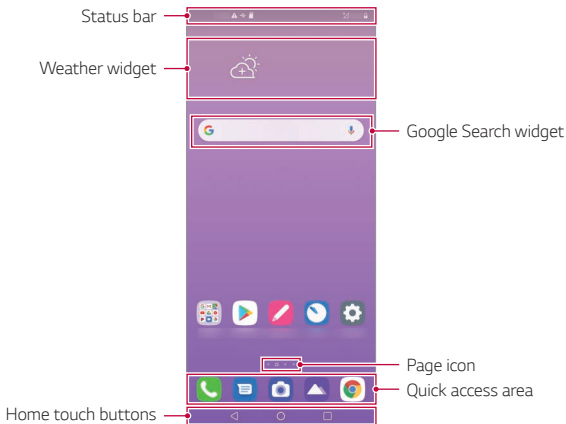 Status bar
Weather widget
Google Search widget
Page icon
Quick access area
Home touch buttons